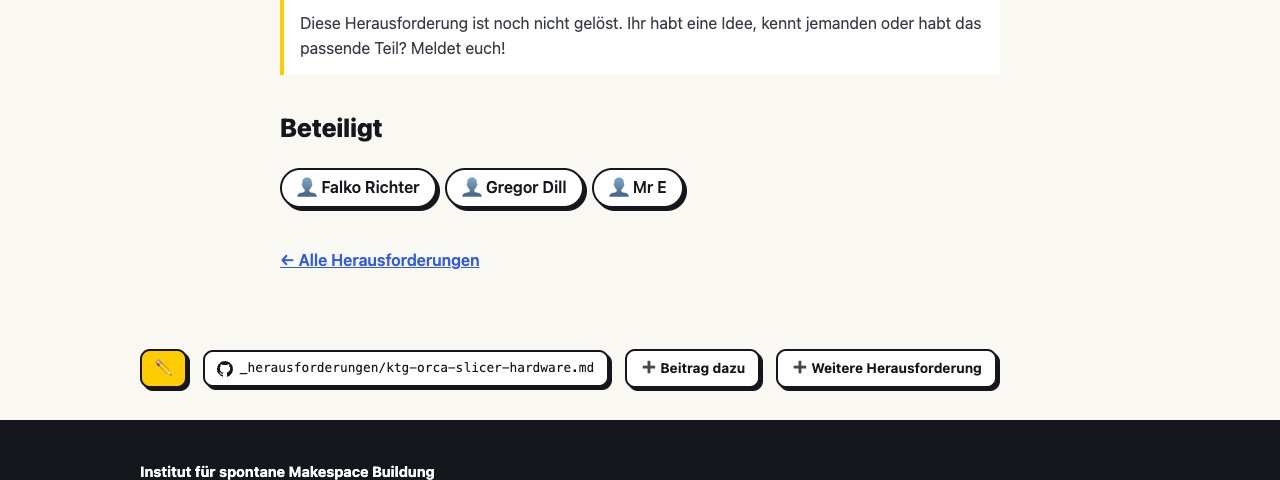 Diese Herausforderung ist noch nicht gelöst. Ihr habt eine Idee, kennt jemanden oder habt das
passende Teil? Meldet euch!
Beteiligt
Falko Richter
Gregor Dill
Mr E
← Alle Herausforderungen
_herausforderungen/ktg-orca-slicer-hardware.md
+ Beitrag dazu
+ Weitere Herausforderung
Institut für spontane Makespace Buildung